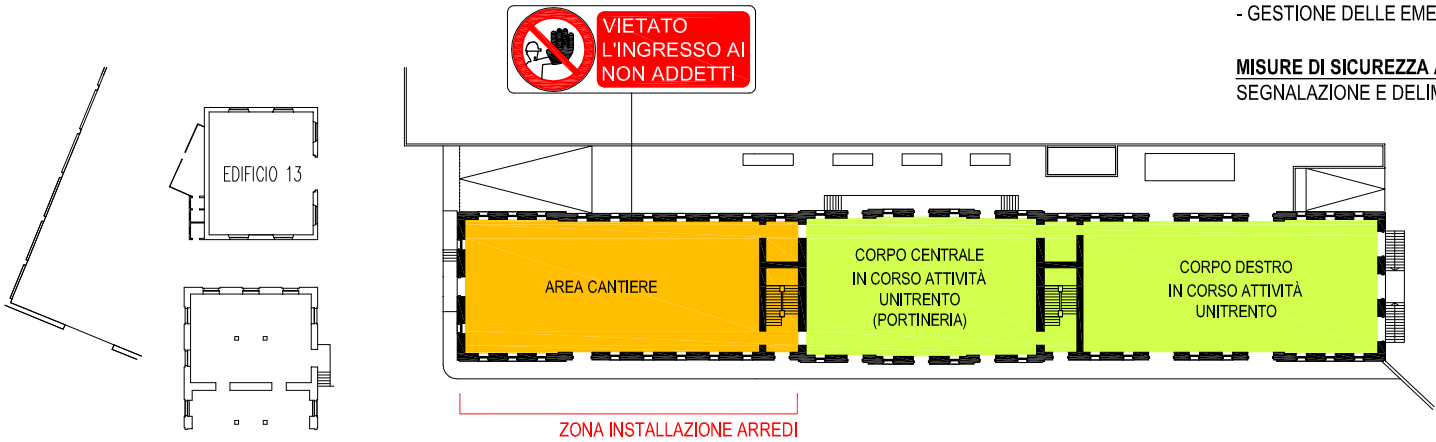 VIETATO
L'INGRESSO AI
NON ADDETTI
- GESTIONE DELLE EME
MISURE DI SICUREZZA
SEGNALAZIONE E DELI
EDIFICIO 13
AREA CANTIERE
CORPO CENTRALE
IN CORSO ATTIVITÀ
UNITRENTO
(PORTINERIA)
CORPO DESTRO
IN CORSO ATTIVITÀ
UNITRENTO
ZONA INSTALLAZIONE ARREDI